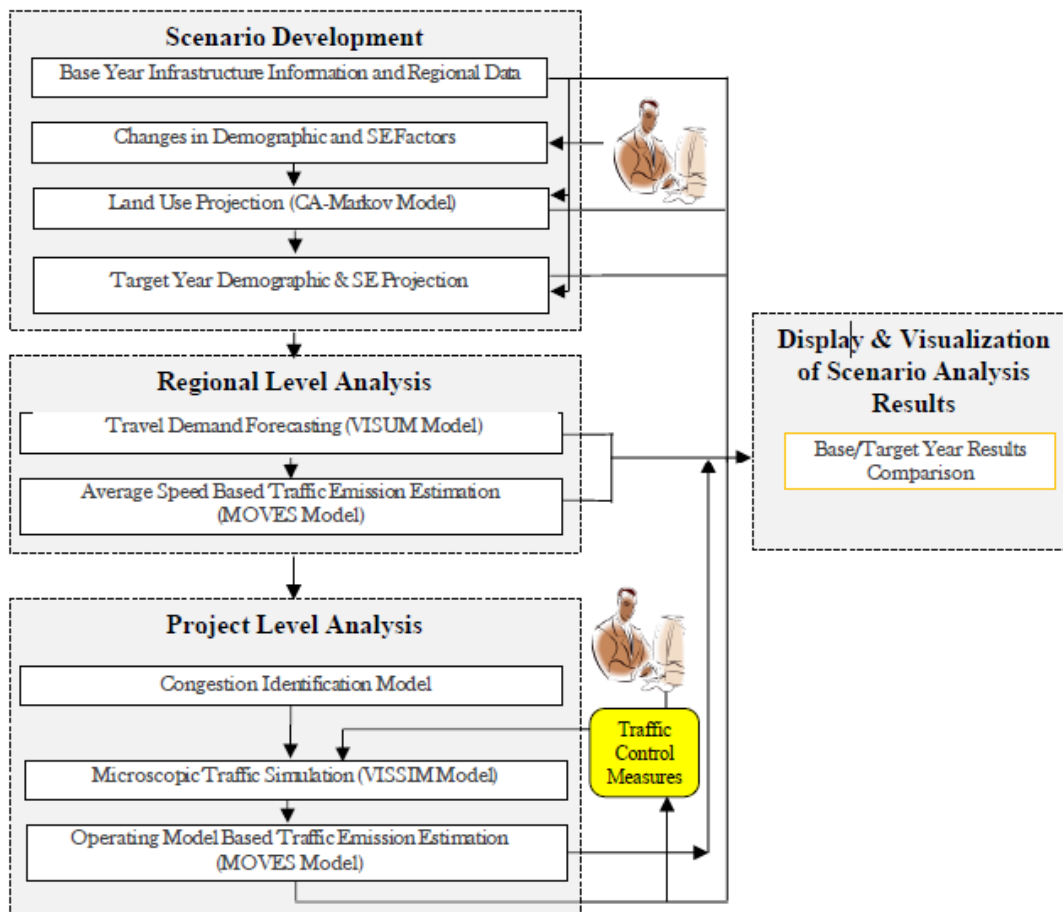 Scenario Development
Base Year Infrastructure Information and Regional Data
Changes in Demographic and SE Factors
Land Use Projection (CA-Markov Model)
Target Year Demographic & SE Projection
Regional Level Analysis
Travel Demand Forecasting (VISUM Model)
Average Speed Based Traffic Emission Estimation
(MOVES Model)
Display & Visualization
of Scenario Analysis
Results
Base/Target Year Results
Comparison
Project Level Analysis
Congestion Identification Model
Traffic
Control
Measures
Microscopic Traffic Simulation (VISSIM Model)
Operating Model Based Traffic Emission Estimation
(MOVES Model)